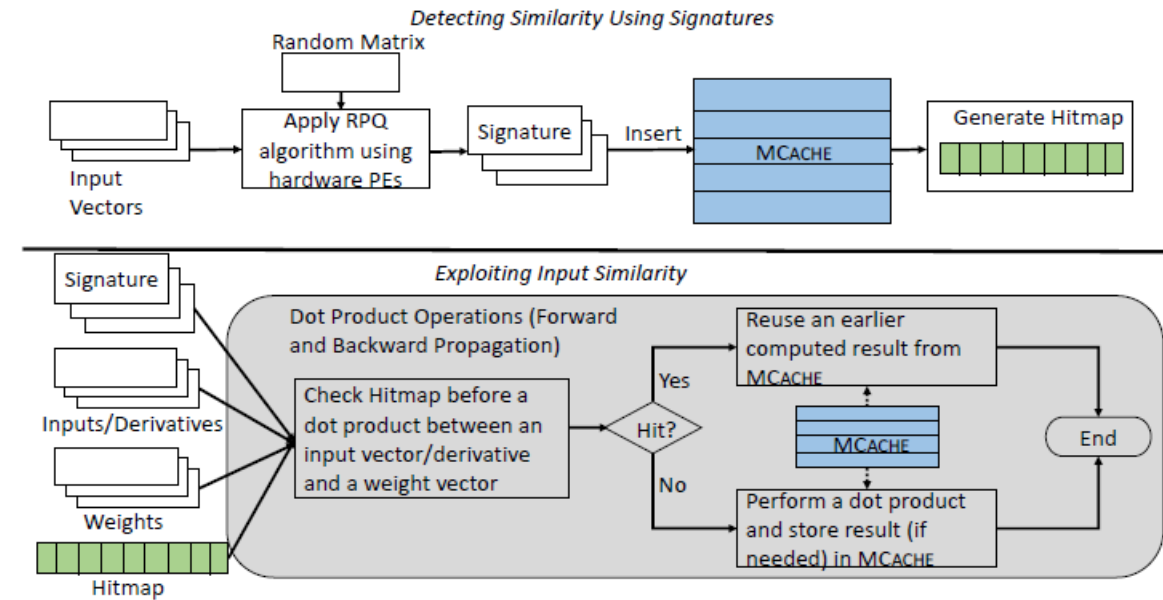 Detecting Similarity Using Signatures
Random Matrix
Input
Vectors
Apply RPQ
algorithm using
hardware PEs
Signature
Insert
MCACHE
Generate Hitmap
Exploiting Input Similarity
Signature
Inputs/Derivatives
Weights
Hitmap
Dot Product Operations (Forward
and Backward Propagation)
Check Hitmap before a
dot product between an
input vector/derivative
and a weight vector
Hit?
Yes
No
Reuse an earlier
computed result from
MCACHE
MCACHE
Perform a dot product
and store result (if
needed) in MCACHE
End